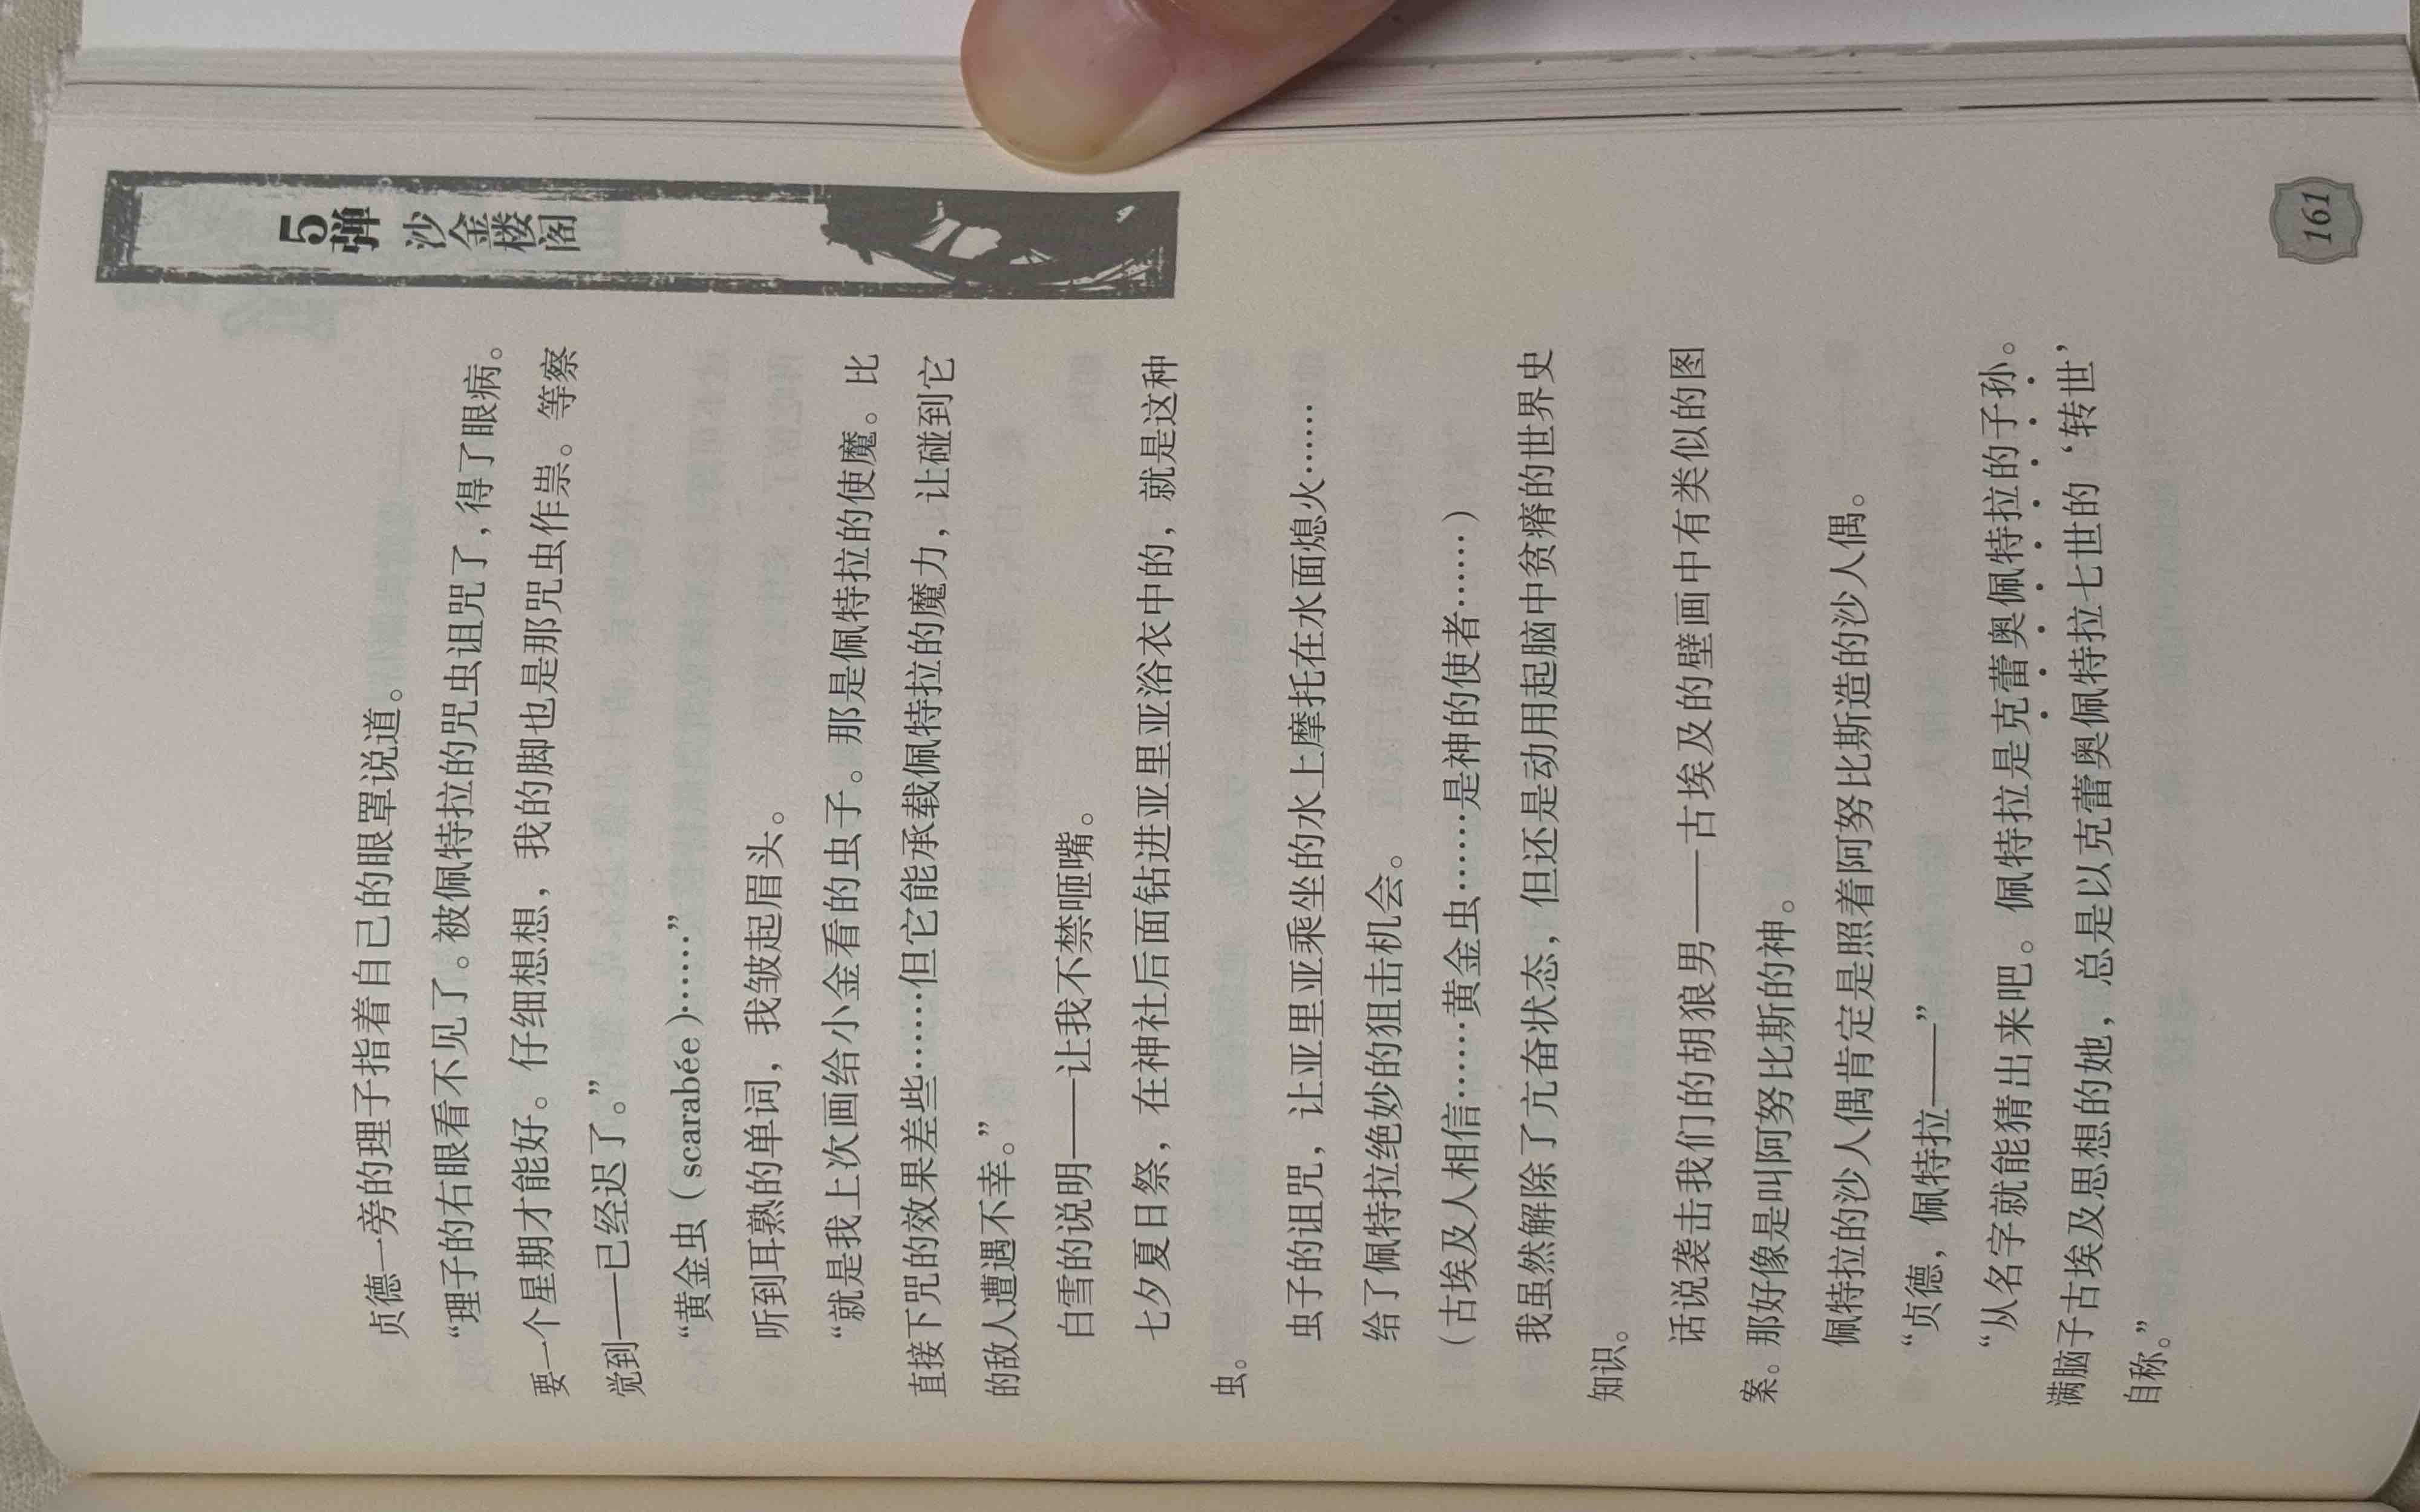 贞德一旁的理子指着自己的眼罩说道。
“理子的右眼看不见了。被佩特拉的咒虫诅咒了，得了眼病。
要一个星期才能好。仔细想想，我的脚也是那咒虫作祟。等察
觉到——已经迟了。”
“黄金虫（scarabée）……”
听到耳熟的单词，我皱起眉头。
“就是我上次画给小金看的虫子。那是佩特拉的使魔。比
直接下咒的效果差些……但它能承载佩特拉的魔力，让碰到它
的敌人遭遇不幸。”
白雪的说明——让我不禁咂嘴。
七夕夏日祭，在神社后面钻进亚里亚浴衣中的，就是这种
虫。
虫子的诅咒，让亚里亚乘坐的水上摩托在水面熄火……
给了佩特拉绝妙的狙击机会。
（古埃及人相信……黄金虫……是神的使者……）
我虽然解除了亢奋状态，但还是动用起脑中贫瘠的世界史
知识。
话说袭击我们的胡狼男——古埃及的壁画中有类似的图
案。那好像是叫阿努比斯的神。
佩特拉的沙人偶肯定是照着阿努比斯造的沙人偶。
“贞德，佩特拉——”
“从名字就能猜出来吧。佩特拉是克蕾奥佩特拉的子孙。
满脑子古埃及思想的她，总是以克蕾奥佩特拉七世的‘转世’
自称。”
5弹 沙金楼阁
161